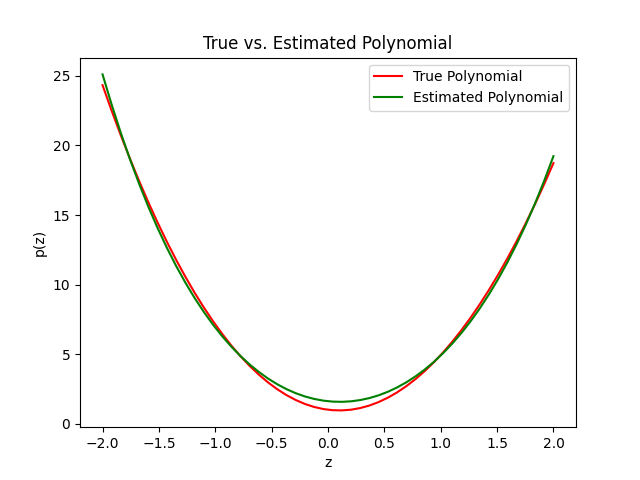 True vs. Estimated Polynomial
True Polynomial
Estimated Polynomial
25
20
15
10
5
0
p(z)
−2.0 −1.5 −1.0 −0.5 0.0 0.5 1.0 1.5 2.0
z